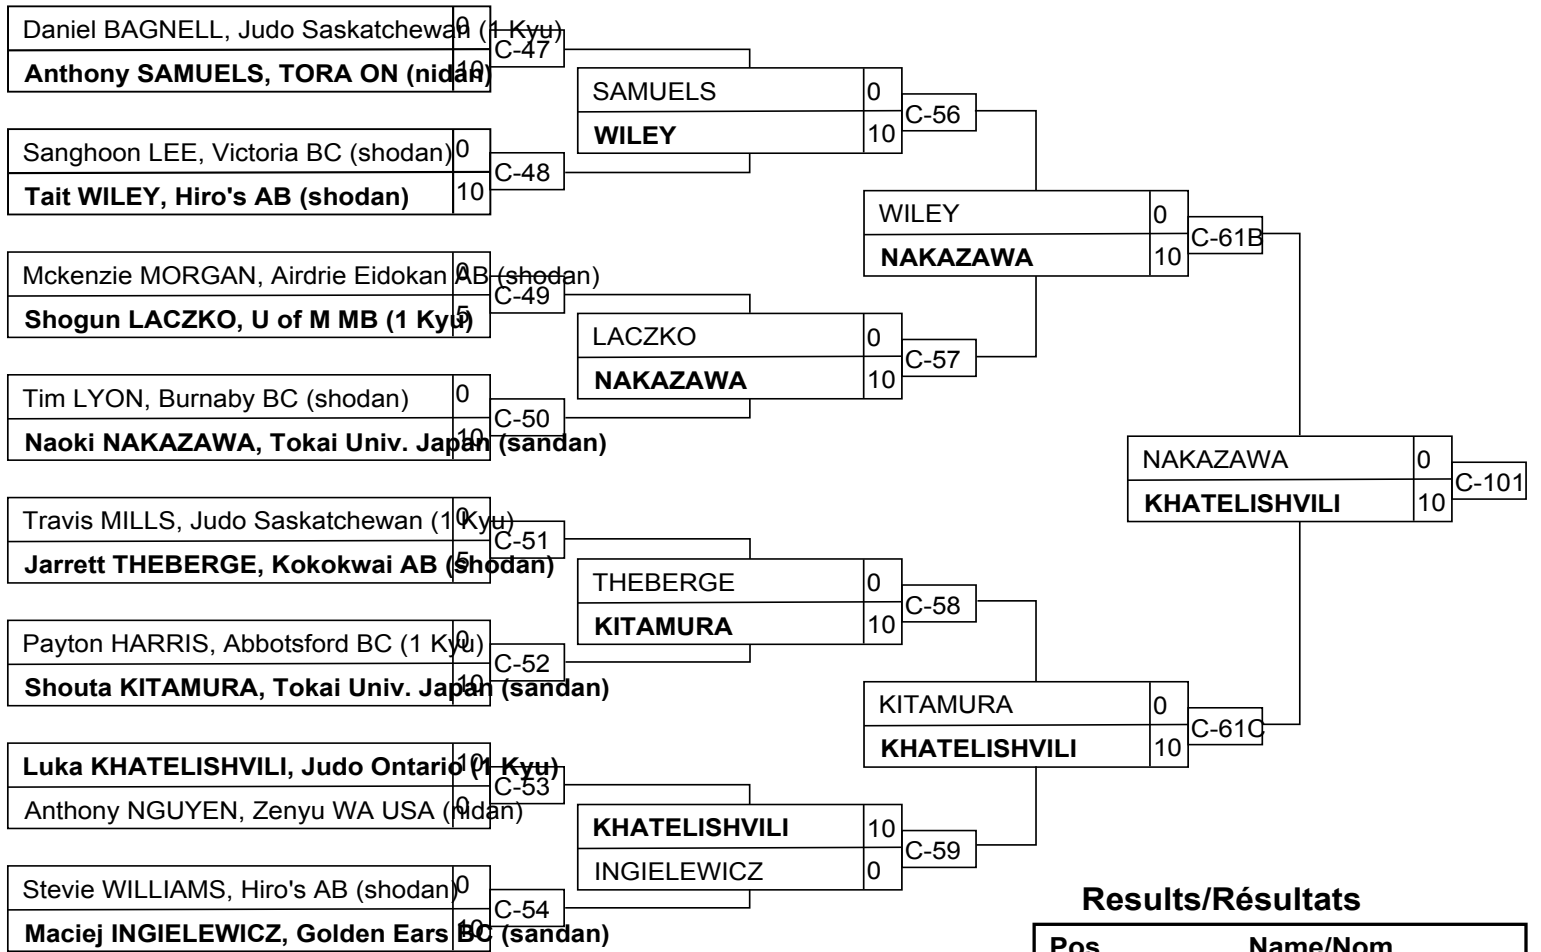 Daniel BAGNELL, Judo Saskatchewan (1 Kyu) 0
C-47
Anthony SAMUELS, TORA ON (nidan) 10
SAMUELS 0
C-56
WILEY 10
Sanghoon LEE, Victoria BC (shodan) 0
C-48
Tait WILEY, Hiro's AB (shodan) 10
WILEY 0
C-61B
NAKAZAWA 10
Mckenzie MORGAN, Airdrie Eidokan AB (shodan) 0
C-49
Shogun LACZKO, U of M MB (1 Kyu) 5
LACZKO 0
C-57
NAKAZAWA 10
Tim LYON, Burnaby BC (shodan) 0
C-50
Naoki NAKAZAWA, Tokai Univ. Japan (sandan) 10
NAKAZAWA 0
C-101
KHATELISHVILI 10
Travis MILLS, Judo Saskatchewan (1 Kyu) 0
C-51
Jarrett THEBERGE, Kokokwai AB (shodan) 5
THEBERGE 0
C-58
KITAMURA 10
Payton HARRIS, Abbotsford BC (1 Kyu) 0
C-52
Shouta KITAMURA, Tokai Univ. Japan (sandan) 10
KITAMURA 0
C-61C
KHATELISHVILI 10
Luka KHATELISHVILI, Judo Ontario (1 Kyu) 10
C-53
Anthony NGUYEN, Zenyu WA USA (nidan) 0
KHATELISHVILI 10
C-59
INGIELEWICZ 0
Stevie WILLIAMS, Hiro's AB (shodan) 0
C-54
Maciej INGIELEWICZ, Golden Ears BC (sandan) 10
Results/Résultats
Pos Name/Nom